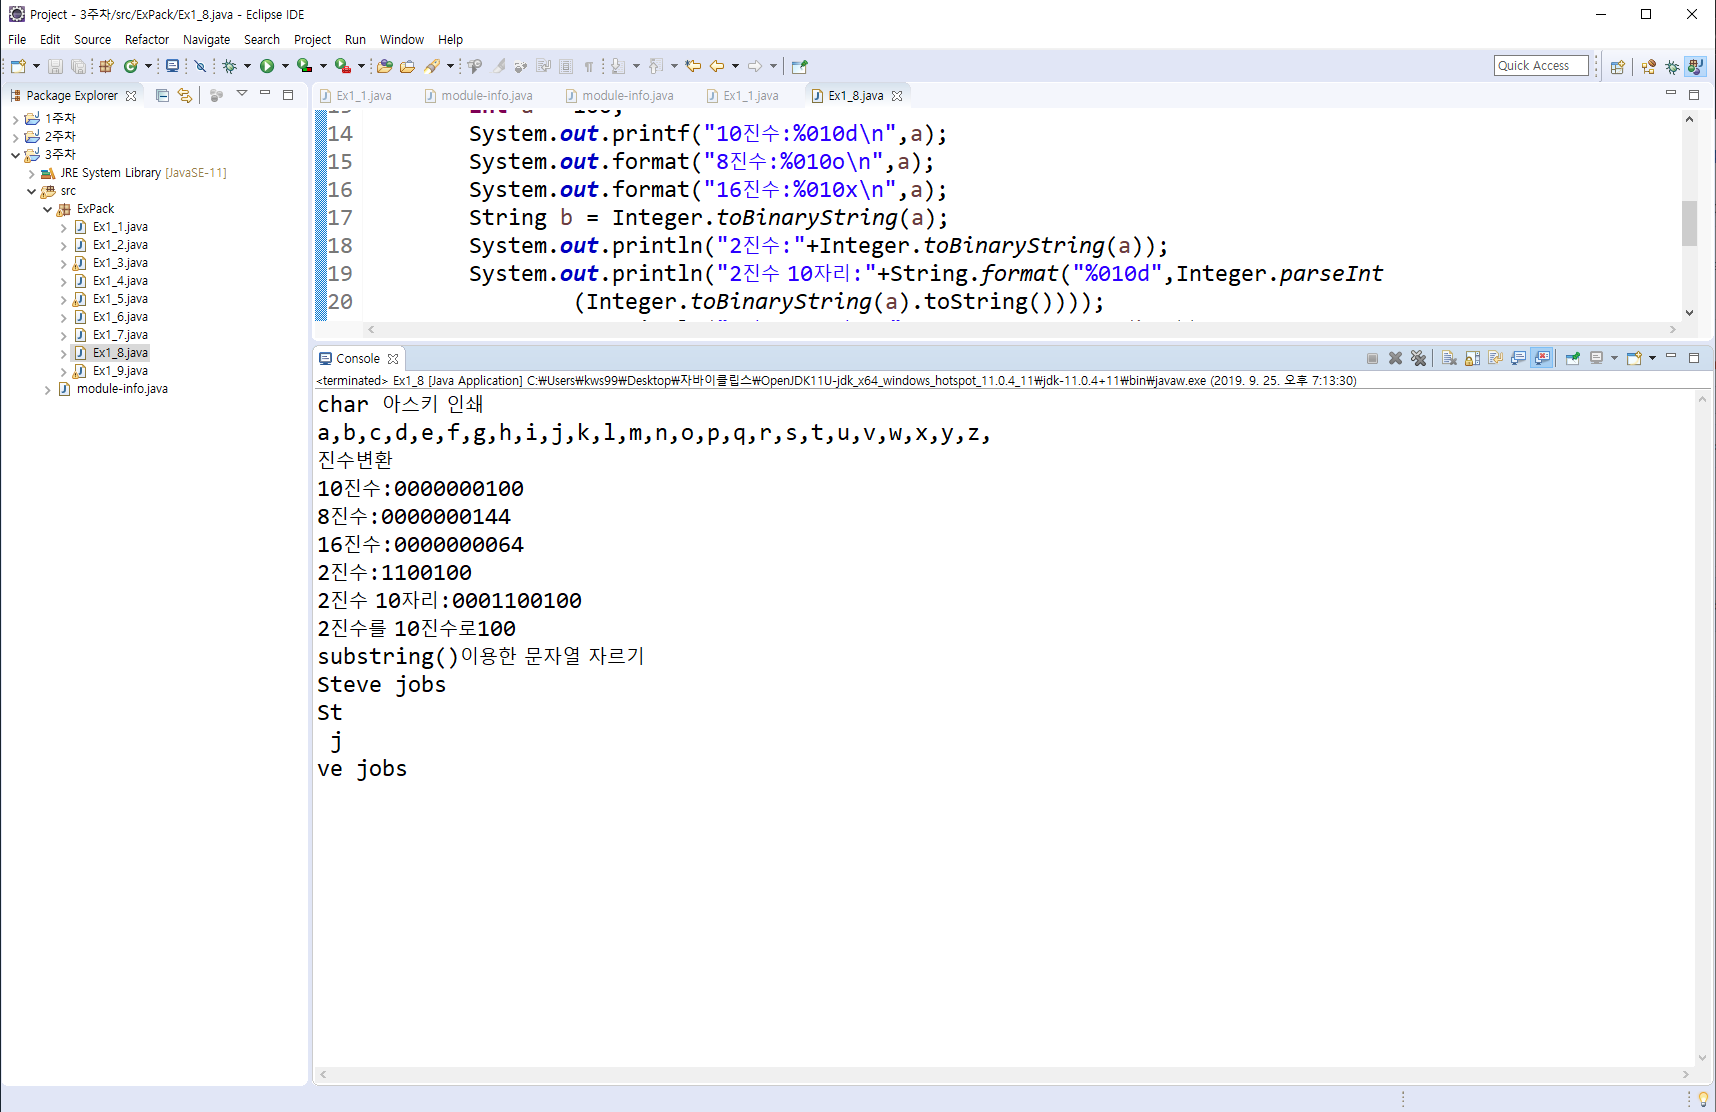 Project - 3주차/src/ExPack/Ex1_8.java - Eclipse IDE
File Edit Source Refactor Navigate Search Project Run Window Help
Quick Access
Package Explorer
1주차
2주차
3주차
JRE System Library [JavaSE-11]
src
ExPack
Ex1_1.java
Ex1_2.java
Ex1_3.java
Ex1_4.java
Ex1_5.java
Ex1_6.java
Ex1_7.java
Ex1_8.java
Ex1_9.java
module-info.java
Ex1_1.java module-info.java module-info.java Ex1_1.java Ex1_8.java
14 System.out.printf("10진수:%010d\n",a);
15 System.out.format("8진수:%010o\n",a);
16 System.out.format("16진수:%010x\n",a);
17 String b = Integer.toBinaryString(a);
18 System.out.println("2진수:"+Integer.toBinaryString(a));
19 System.out.println("2진수 10자리:"+String.format("%010d",Integer.parseInt
20 (Integer.toBinaryString(a).toString())));
Console
<terminated> Ex1_8 [Java Application] C:₩Users₩kws99₩Desktop₩자바이클립스₩OpenJDK11U-jdk_x64_windows_hotspot_11.0.4_11₩jdk-11.0.4+11₩bin₩javaw.exe (2019. 9. 25. 오후 7:13:30)
char 아스키 인쇄
a,b,c,d,e,f,g,h,i,j,k,l,m,n,o,p,q,r,s,t,u,v,w,x,y,z,
진수변환
10진수:0000000100
8진수:0000000144
16진수:0000000064
2진수:1100100
2진수 10자리:0001100100
2진수를 10진수로100
substring()이용한 문자열 자르기
Steve jobs
St
j
ve jobs